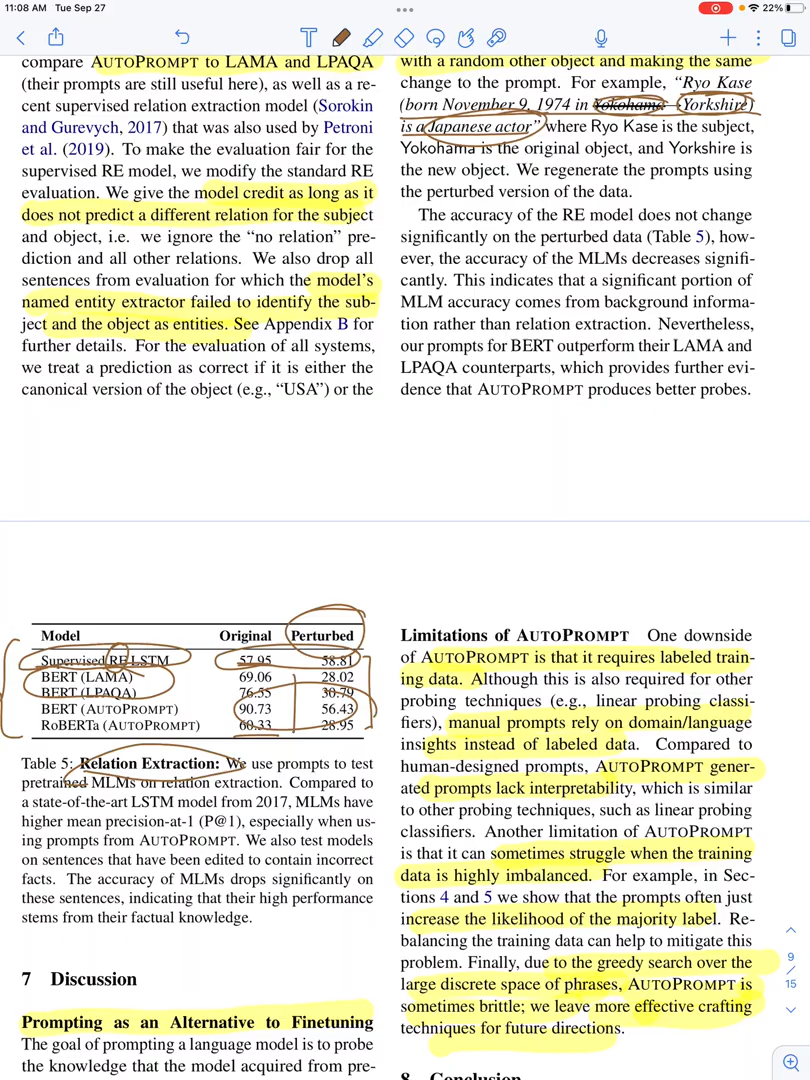 11:08 AM Tue Sep 27
22%
compare AUTOPROMPT to LAMA and LPAQA
(their prompts are still useful here), as well as a re-
cent supervised relation extraction model (Sorokin
and Gurevych, 2017) that was also used by Petroni
et al. (2019). To make the evaluation fair for the
supervised RE model, we modify the standard RE
evaluation. We give the model credit as long as it
does not predict a different relation for the subject
and object, i.e. we ignore the "no relation" pre-
diction and all other relations. We also drop all
sentences from evaluation for which the model's
named entity extractor failed to identify the sub-
ject and the object as entities. See Appendix B for
further details. For the evaluation of all systems,
we treat a prediction as correct if it is either the
canonical version of the object (e.g., "USA") or the
with a random other object and making the same
change to the prompt. For example, "Ryo Kase
(born November 9, 1974 in Yokohama Yorkshire)
is a Japanese actor" where Ryo Kase is the subject,
Yokohama is the original object, and Yorkshire is
the new object. We regenerate the prompts using
the perturbed version of the data.
The accuracy of the RE model does not change
significantly on the perturbed data (Table 5), how-
ever, the accuracy of the MLMs decreases signifi-
cantly. This indicates that a significant portion of
MLM accuracy comes from background informa-
tion rather than relation extraction. Nevertheless,
our prompts for BERT outperform their LAMA and
LPAQA counterparts, which provides further evi-
dence that AUTOPROMPT produces better probes.
Model Original Perturbed
Supervised RE LSTM 57.95 58.81
BERT (LAMA) 69.06 28.02
BERT (LPAQA) 76.55 30.79
BERT (AUTOPROMPT) 90.73 56.43
RoBERTa (AUTOPROMPT) 60.33 28.95
Table 5: Relation Extraction: We use prompts to test
pretrained MLMs on relation extraction. Compared to
a state-of-the-art LSTM model from 2017, MLMs have
higher mean precision-at-1 (P@1), especially when us-
ing prompts from AUTOPROMPT. We also test models
on sentences that have been edited to contain incorrect
facts. The accuracy of MLMs drops significantly on
these sentences, indicating that their high performance
stems from their factual knowledge.
7 Discussion
Prompting as an Alternative to Finetuning
The goal of prompting a language model is to probe
the knowledge that the model acquired from pre-
Limitations of AUTOPROMPT One downside
of AUTOPROMPT is that it requires labeled train-
ing data. Although this is also required for other
probing techniques (e.g., linear probing classi-
fiers), manual prompts rely on domain/language
insights instead of labeled data. Compared to
human-designed prompts, AUTOPROMPT gener-
ated prompts lack interpretability, which is similar
to other probing techniques, such as linear probing
classifiers. Another limitation of AUTOPROMPT
is that it can sometimes struggle when the training
data is highly imbalanced. For example, in Sec-
tions 4 and 5 we show that the prompts often just
increase the likelihood of the majority label. Re-
balancing the training data can help to mitigate this
problem. Finally, due to the greedy search over the
large discrete space of phrases, AUTOPROMPT is
sometimes brittle; we leave more effective crafting
techniques for future directions.
8 Conclusion
9
/
15